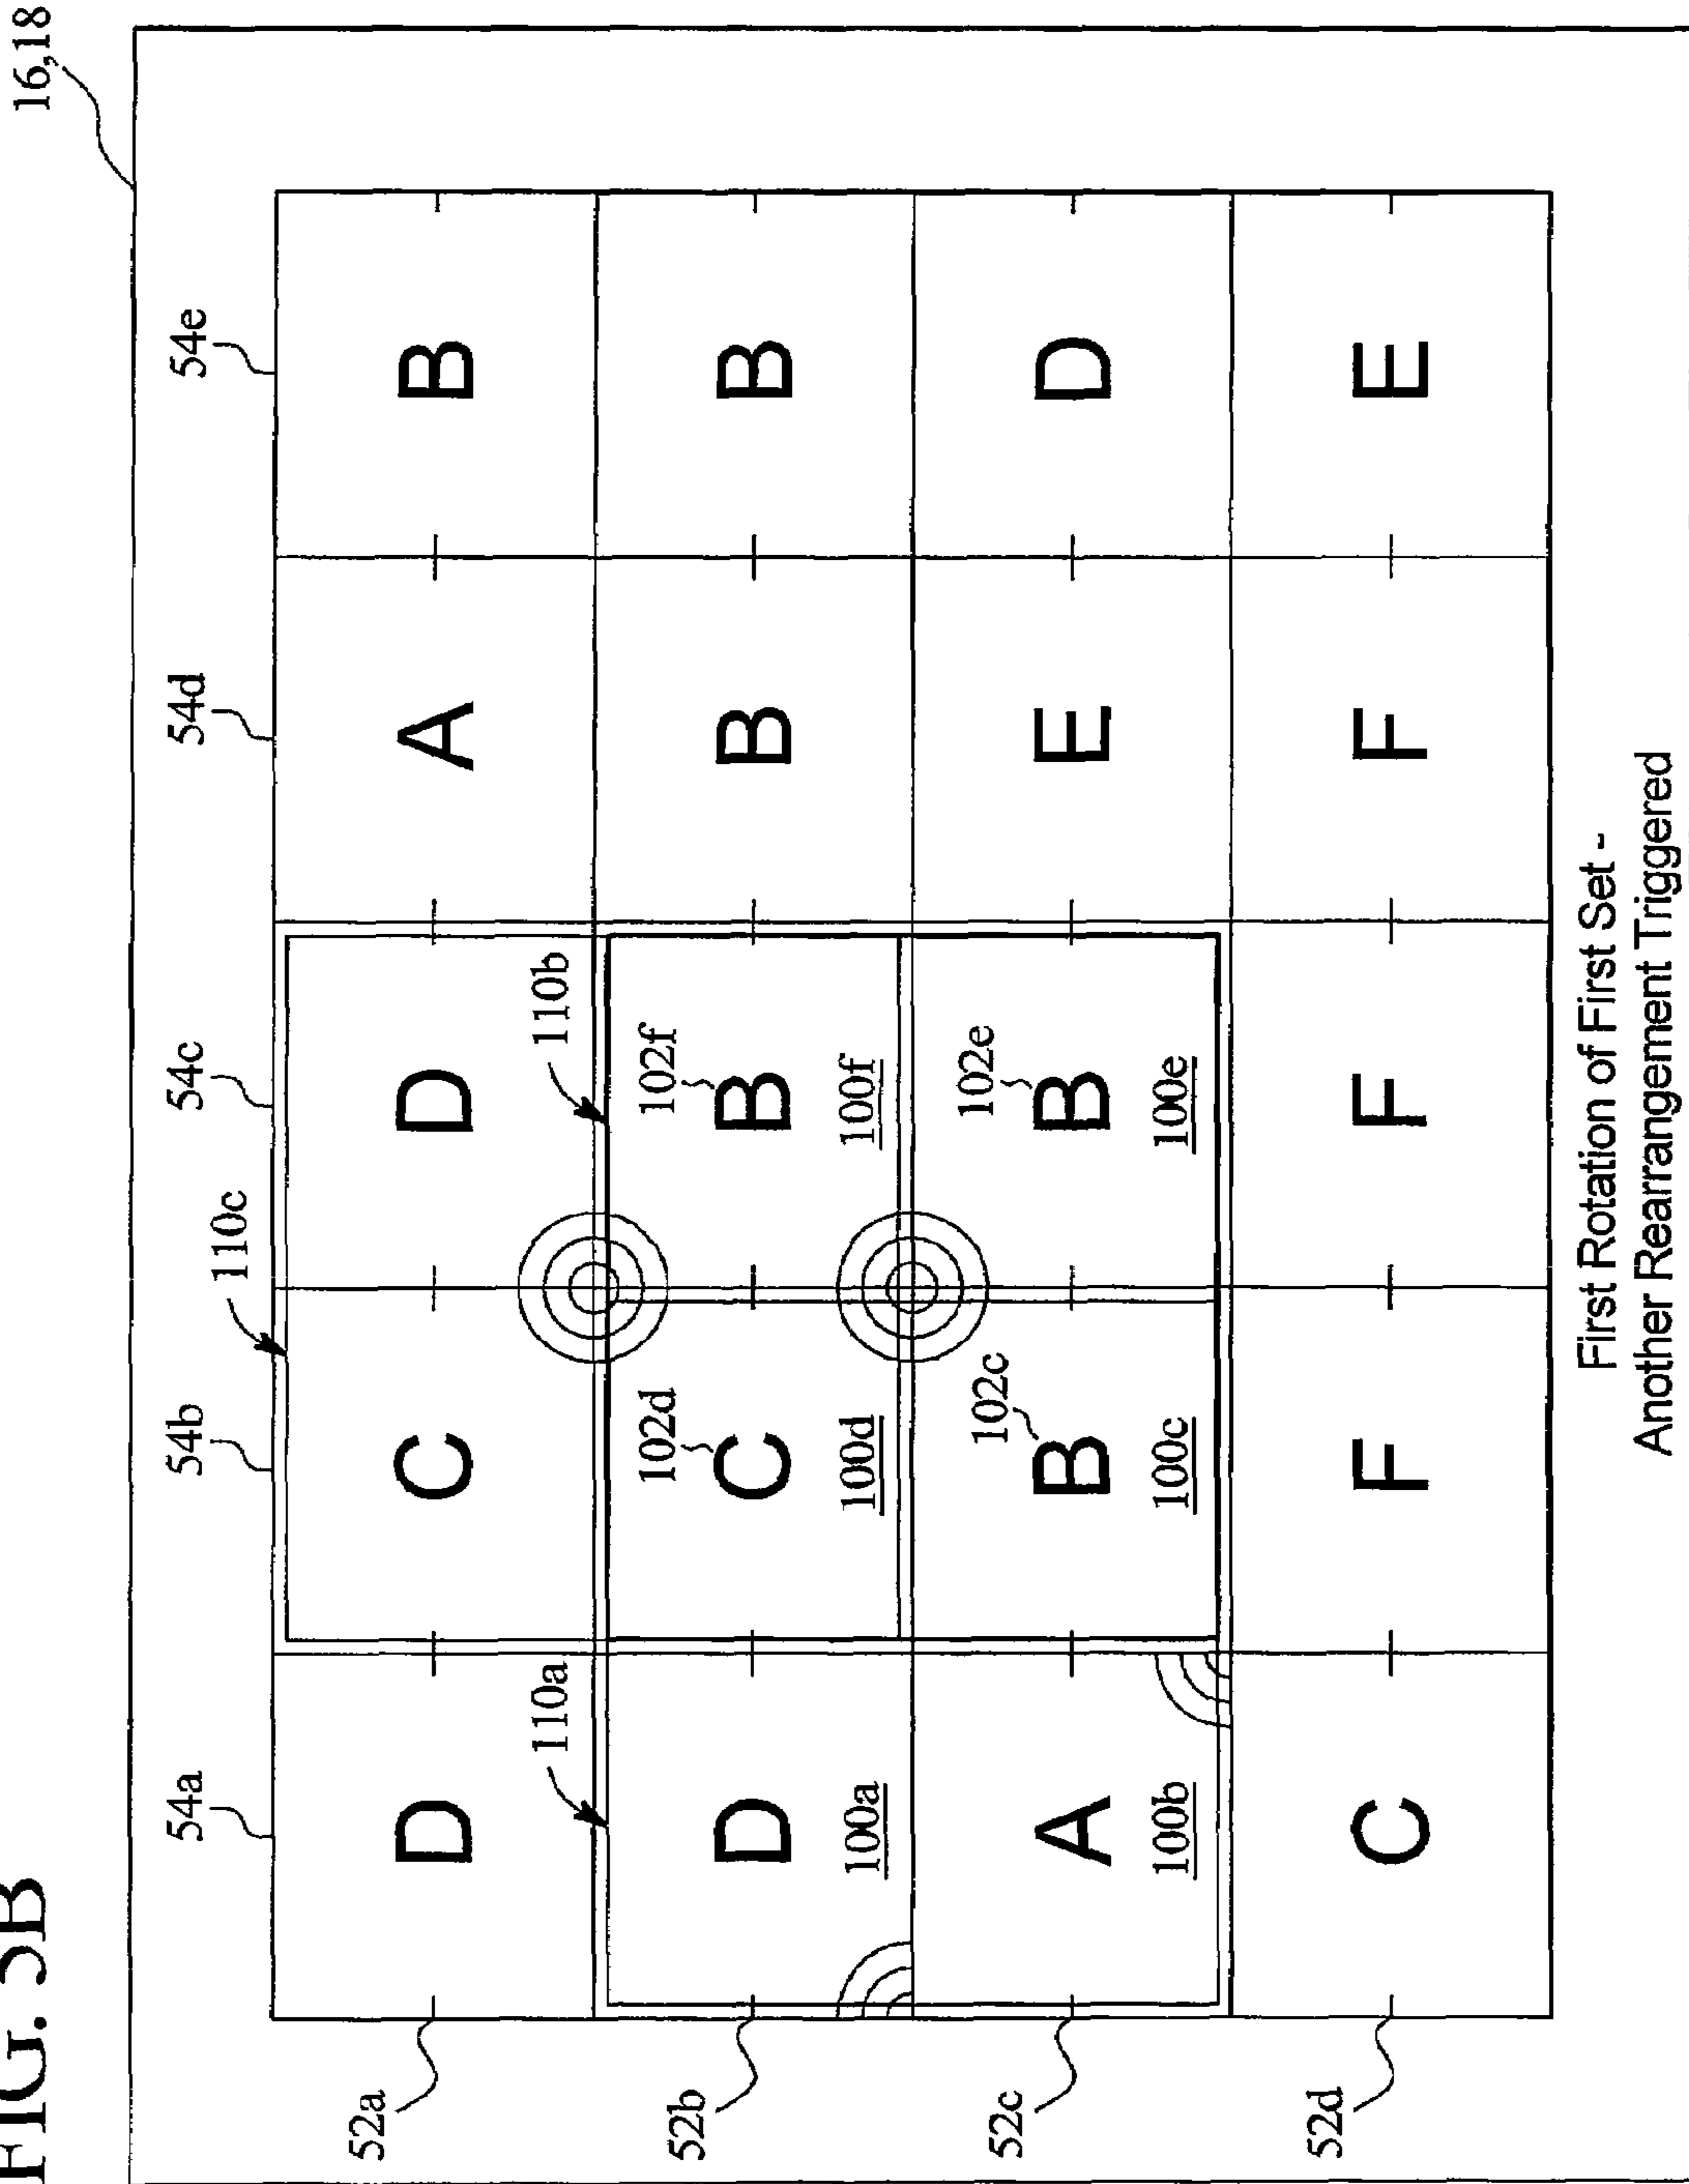 FIG.
16,18
54a 54b 54c 54d 54e
110c
52a D C D A B
110a 110b
102d 102f
52b D C B B B
100a 100d 100f
102c 102e
52c A B B E D
100b 100c 100e
52d C F F F E
First Rotation of First Set -
Another Rearrangement Triggered